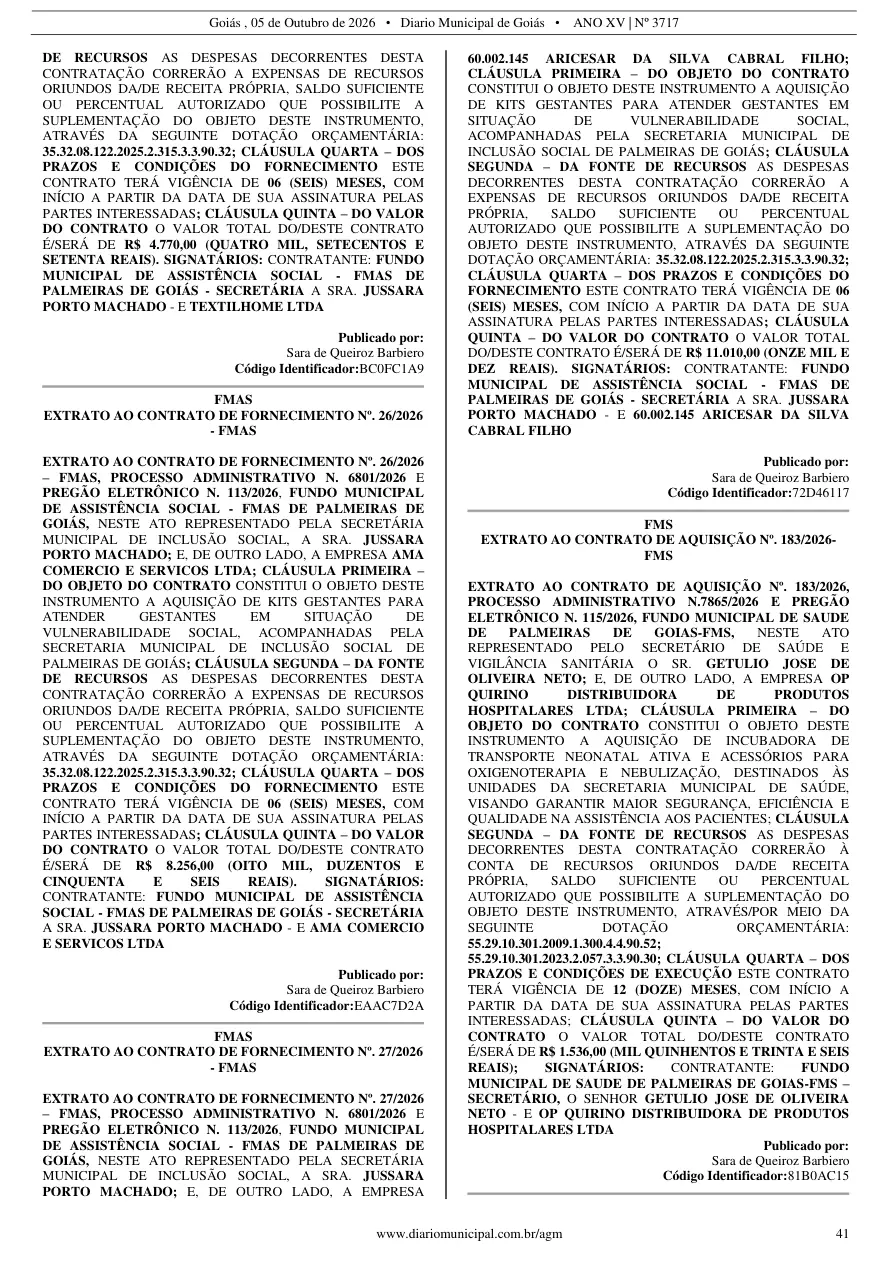 Goiás , 05 de Outubro de 2026 • Diario Municipal de Goiás • ANO XV | Nº 3717
DE RECURSOS AS DESPESAS DECORRENTES DESTA
CONTRATAÇÃO CORRERÃO A EXPENSAS DE RECURSOS
ORIUNDOS DA/DE RECEITA PRÓPRIA, SALDO SUFICIENTE
OU PERCENTUAL AUTORIZADO QUE POSSIBILITE A
SUPLEMENTAÇÃO DO OBJETO DESTE INSTRUMENTO,
ATRAVÉS DA SEGUINTE DOTAÇÃO ORÇAMENTÁRIA:
35.32.08.122.2025.2.315.3.3.90.32; CLÁUSULA QUARTA – DOS
PRAZOS E CONDIÇÕES DO FORNECIMENTO ESTE
CONTRATO TERÁ VIGÊNCIA DE 06 (SEIS) MESES, COM
INÍCIO A PARTIR DA DATA DE SUA ASSINATURA PELAS
PARTES INTERESSADAS; CLÁUSULA QUINTA – DO VALOR
DO CONTRATO O VALOR TOTAL DO/DESTE CONTRATO
É/SERÁ DE R$ 4.770,00 (QUATRO MIL, SETECENTOS E
SETENTA REAIS). SIGNATÁRIOS: CONTRATANTE: FUNDO
MUNICIPAL DE ASSISTÊNCIA SOCIAL - FMAS DE
PALMEIRAS DE GOIÁS - SECRETÁRIA A SRA. JUSSARA
PORTO MACHADO - E TEXTILHOME LTDA
Publicado por:
Sara de Queiroz Barbiero
Código Identificador:BC0FC1A9
FMAS
EXTRATO AO CONTRATO DE FORNECIMENTO Nº. 26/2026
- FMAS
EXTRATO AO CONTRATO DE FORNECIMENTO Nº. 26/2026
– FMAS, PROCESSO ADMINISTRATIVO N. 6801/2026 E
PREGÃO ELETRÔNICO N. 113/2026, FUNDO MUNICIPAL
DE ASSISTÊNCIA SOCIAL - FMAS DE PALMEIRAS DE
GOIÁS, NESTE ATO REPRESENTADO PELA SECRETÁRIA
MUNICIPAL DE INCLUSÃO SOCIAL, A SRA. JUSSARA
PORTO MACHADO; E, DE OUTRO LADO, A EMPRESA AMA
COMERCIO E SERVICOS LTDA; CLÁUSULA PRIMEIRA –
DO OBJETO DO CONTRATO CONSTITUI O OBJETO DESTE
INSTRUMENTO A AQUISIÇÃO DE KITS GESTANTES PARA
ATENDER GESTANTES EM SITUAÇÃO DE
VULNERABILIDADE SOCIAL, ACOMPANHADAS PELA
SECRETARIA MUNICIPAL DE INCLUSÃO SOCIAL DE
PALMEIRAS DE GOIÁS; CLÁUSULA SEGUNDA – DA FONTE
DE RECURSOS AS DESPESAS DECORRENTES DESTA
CONTRATAÇÃO CORRERÃO A EXPENSAS DE RECURSOS
ORIUNDOS DA/DE RECEITA PRÓPRIA, SALDO SUFICIENTE
OU PERCENTUAL AUTORIZADO QUE POSSIBILITE A
SUPLEMENTAÇÃO DO OBJETO DESTE INSTRUMENTO,
ATRAVÉS DA SEGUINTE DOTAÇÃO ORÇAMENTÁRIA:
35.32.08.122.2025.2.315.3.3.90.32; CLÁUSULA QUARTA – DOS
PRAZOS E CONDIÇÕES DO FORNECIMENTO ESTE
CONTRATO TERÁ VIGÊNCIA DE 06 (SEIS) MESES, COM
INÍCIO A PARTIR DA DATA DE SUA ASSINATURA PELAS
PARTES INTERESSADAS; CLÁUSULA QUINTA – DO VALOR
DO CONTRATO O VALOR TOTAL DO/DESTE CONTRATO
É/SERÁ DE R$ 8.256,00 (OITO MIL, DUZENTOS E
CINQUENTA E SEIS REAIS). SIGNATÁRIOS:
CONTRATANTE: FUNDO MUNICIPAL DE ASSISTÊNCIA
SOCIAL - FMAS DE PALMEIRAS DE GOIÁS - SECRETÁRIA
A SRA. JUSSARA PORTO MACHADO - E AMA COMERCIO
E SERVICOS LTDA
Publicado por:
Sara de Queiroz Barbiero
Código Identificador:EAAC7D2A
FMAS
EXTRATO AO CONTRATO DE FORNECIMENTO Nº. 27/2026
- FMAS
EXTRATO AO CONTRATO DE FORNECIMENTO Nº. 27/2026
– FMAS, PROCESSO ADMINISTRATIVO N. 6801/2026 E
PREGÃO ELETRÔNICO N. 113/2026, FUNDO MUNICIPAL
DE ASSISTÊNCIA SOCIAL - FMAS DE PALMEIRAS DE
GOIÁS, NESTE ATO REPRESENTADO PELA SECRETÁRIA
MUNICIPAL DE INCLUSÃO SOCIAL, A SRA. JUSSARA
PORTO MACHADO; E, DE OUTRO LADO, A EMPRESA
60.002.145 ARICESAR DA SILVA CABRAL FILHO;
CLÁUSULA PRIMEIRA – DO OBJETO DO CONTRATO
CONSTITUI O OBJETO DESTE INSTRUMENTO A AQUISIÇÃO
DE KITS GESTANTES PARA ATENDER GESTANTES EM
SITUAÇÃO DE VULNERABILIDADE SOCIAL,
ACOMPANHADAS PELA SECRETARIA MUNICIPAL DE
INCLUSÃO SOCIAL DE PALMEIRAS DE GOIÁS; CLÁUSULA
SEGUNDA – DA FONTE DE RECURSOS AS DESPESAS
DECORRENTES DESTA CONTRATAÇÃO CORRERÃO A
EXPENSAS DE RECURSOS ORIUNDOS DA/DE RECEITA
PRÓPRIA, SALDO SUFICIENTE OU PERCENTUAL
AUTORIZADO QUE POSSIBILITE A SUPLEMENTAÇÃO DO
OBJETO DESTE INSTRUMENTO, ATRAVÉS DA SEGUINTE
DOTAÇÃO ORÇAMENTÁRIA: 35.32.08.122.2025.2.315.3.3.90.32;
CLÁUSULA QUARTA – DOS PRAZOS E CONDIÇÕES DO
FORNECIMENTO ESTE CONTRATO TERÁ VIGÊNCIA DE 06
(SEIS) MESES, COM INÍCIO A PARTIR DA DATA DE SUA
ASSINATURA PELAS PARTES INTERESSADAS; CLÁUSULA
QUINTA – DO VALOR DO CONTRATO O VALOR TOTAL
DO/DESTE CONTRATO É/SERÁ DE R$ 11.010,00 (ONZE MIL E
DEZ REAIS). SIGNATÁRIOS: CONTRATANTE: FUNDO
MUNICIPAL DE ASSISTÊNCIA SOCIAL - FMAS DE
PALMEIRAS DE GOIÁS - SECRETÁRIA A SRA. JUSSARA
PORTO MACHADO - E 60.002.145 ARICESAR DA SILVA
CABRAL FILHO
Publicado por:
Sara de Queiroz Barbiero
Código Identificador:72D46117
FMS
EXTRATO AO CONTRATO DE AQUISIÇÃO Nº. 183/2026-
FMS
EXTRATO AO CONTRATO DE AQUISIÇÃO Nº. 183/2026,
PROCESSO ADMINISTRATIVO N.7865/2026 E PREGÃO
ELETRÔNICO N. 115/2026, FUNDO MUNICIPAL DE SAUDE
DE PALMEIRAS DE GOIAS-FMS, NESTE ATO
REPRESENTADO PELO SECRETÁRIO DE SAÚDE E
VIGILÂNCIA SANITÁRIA O SR. GETULIO JOSE DE
OLIVEIRA NETO; E, DE OUTRO LADO, A EMPRESA OP
QUIRINO DISTRIBUIDORA DE PRODUTOS
HOSPITALARES LTDA; CLÁUSULA PRIMEIRA – DO
OBJETO DO CONTRATO CONSTITUI O OBJETO DESTE
INSTRUMENTO A AQUISIÇÃO DE INCUBADORA DE
TRANSPORTE NEONATAL ATIVA E ACESSÓRIOS PARA
OXIGENOTERAPIA E NEBULIZAÇÃO, DESTINADOS ÀS
UNIDADES DA SECRETARIA MUNICIPAL DE SAÚDE,
VISANDO GARANTIR MAIOR SEGURANÇA, EFICIÊNCIA E
QUALIDADE NA ASSISTÊNCIA AOS PACIENTES; CLÁUSULA
SEGUNDA – DA FONTE DE RECURSOS AS DESPESAS
DECORRENTES DESTA CONTRATAÇÃO CORRERÃO À
CONTA DE RECURSOS ORIUNDOS DA/DE RECEITA
PRÓPRIA, SALDO SUFICIENTE OU PERCENTUAL
AUTORIZADO QUE POSSIBILITE A SUPLEMENTAÇÃO DO
OBJETO DESTE INSTRUMENTO, ATRAVÉS/POR MEIO DA
SEGUINTE DOTAÇÃO ORÇAMENTÁRIA:
55.29.10.301.2009.1.300.4.4.90.52;
55.29.10.301.2023.2.057.3.3.90.30; CLÁUSULA QUARTA – DOS
PRAZOS E CONDIÇÕES DE EXECUÇÃO ESTE CONTRATO
TERÁ VIGÊNCIA DE 12 (DOZE) MESES, COM INÍCIO A
PARTIR DA DATA DE SUA ASSINATURA PELAS PARTES
INTERESSADAS; CLÁUSULA QUINTA – DO VALOR DO
CONTRATO O VALOR TOTAL DO/DESTE CONTRATO
É/SERÁ DE R$ 1.536,00 (MIL QUINHENTOS E TRINTA E SEIS
REAIS); SIGNATÁRIOS: CONTRATANTE: FUNDO
MUNICIPAL DE SAUDE DE PALMEIRAS DE GOIAS-FMS –
SECRETÁRIO, O SENHOR GETULIO JOSE DE OLIVEIRA
NETO - E OP QUIRINO DISTRIBUIDORA DE PRODUTOS
HOSPITALARES LTDA
Publicado por:
Sara de Queiroz Barbiero
Código Identificador:81B0AC15
www.diariomunicipal.com.br/agm 41